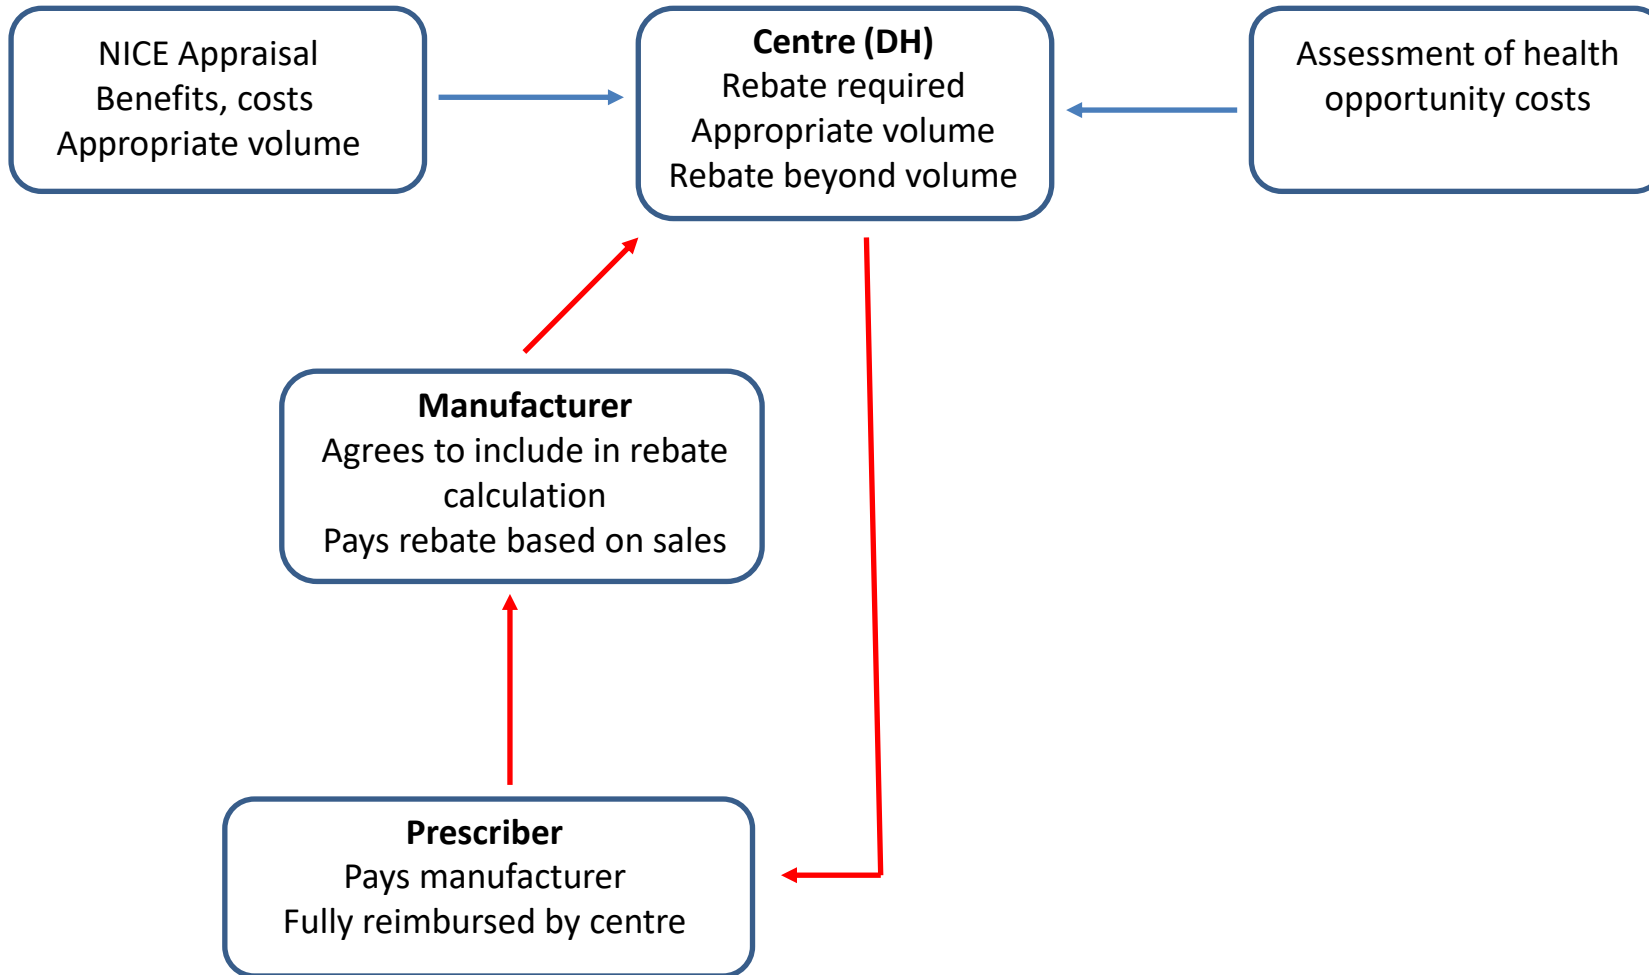 NICE Appraisal
Benefits, costs
Appropriate volume
Centre (DH)
Rebate required
Appropriate volume
Rebate beyond volume
Assessment of health
opportunity costs
Manufacturer
Agrees to include in rebate
calculation
Pays rebate based on sales
Prescriber
Pays manufacturer
Fully reimbursed by centre